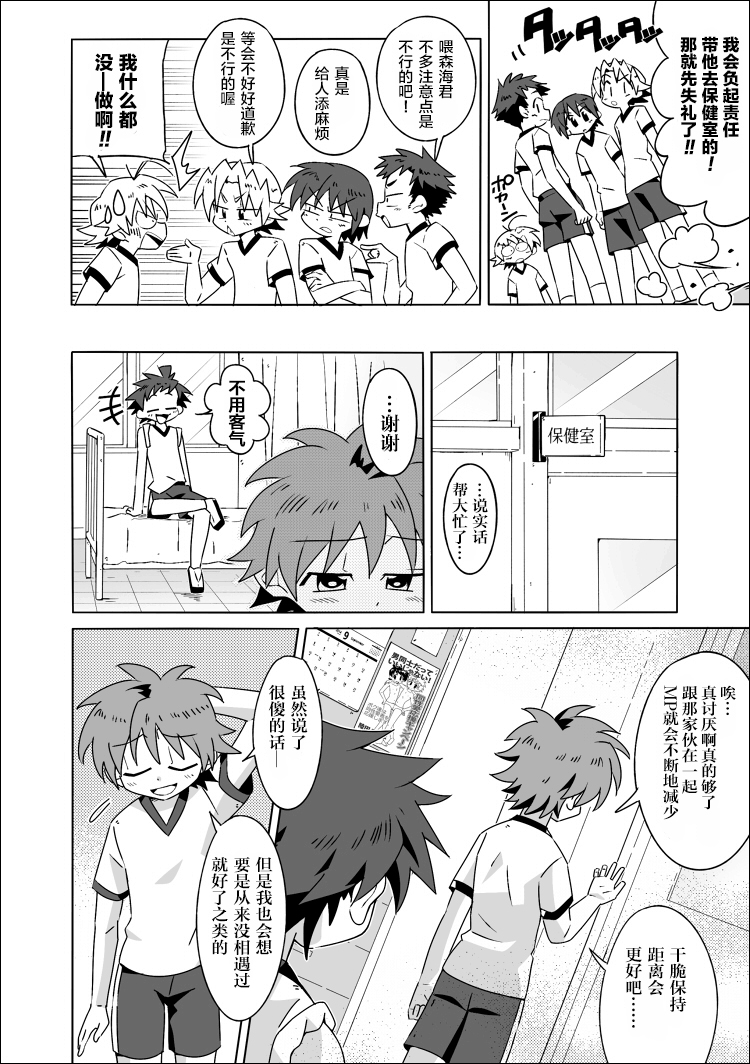 我会负起责任
带他去保健室的！
那就先失礼了！！
タッタッタッ
ポカーン
喂森海君
不多注意点是
不行的吧！
真是
给人添麻烦
等会不好好道歉
是不行的喔
我什么都
没—做啊！！
保健室
…说实话
帮大忙了…
…谢谢
不用客气
唉…
真讨厌啊真的够了
跟那家伙在一起
MP就会不断地减少
干脆保持
距离会
更好吧……
9
男同士だって
虽然说了
很傻的话—
但是我也会想
要是从来没相遇过
就好了之类的